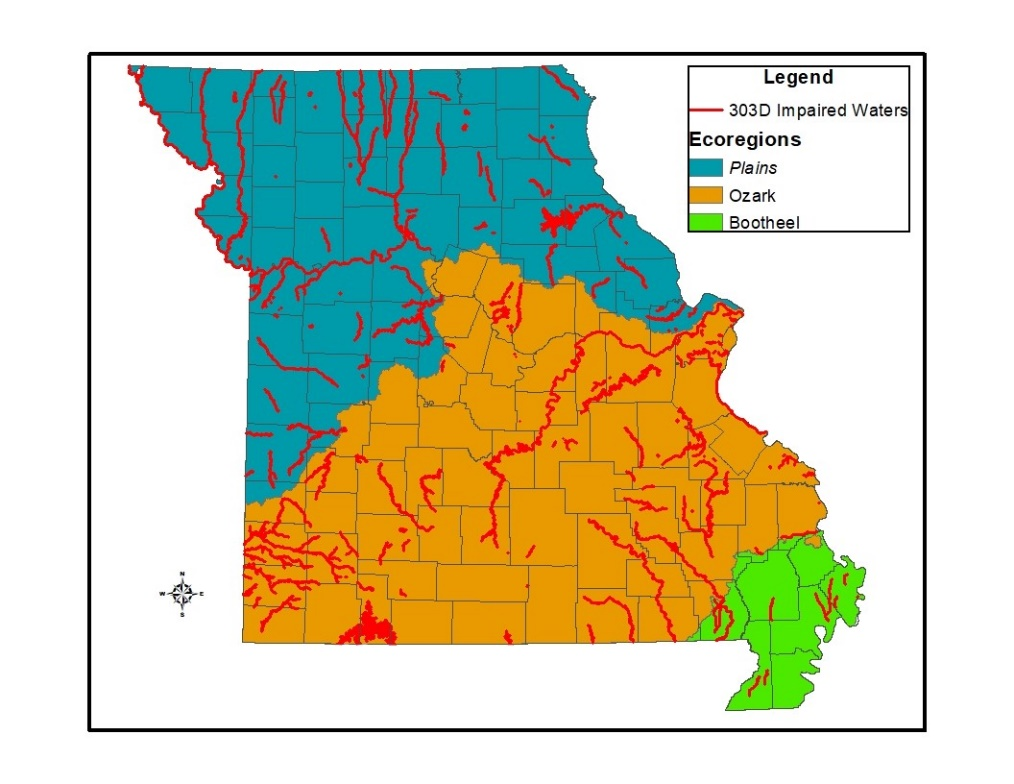 Legend
303D Impaired Waters
Ecoregions
Plains
Ozark
Bootheel
N
W E
S